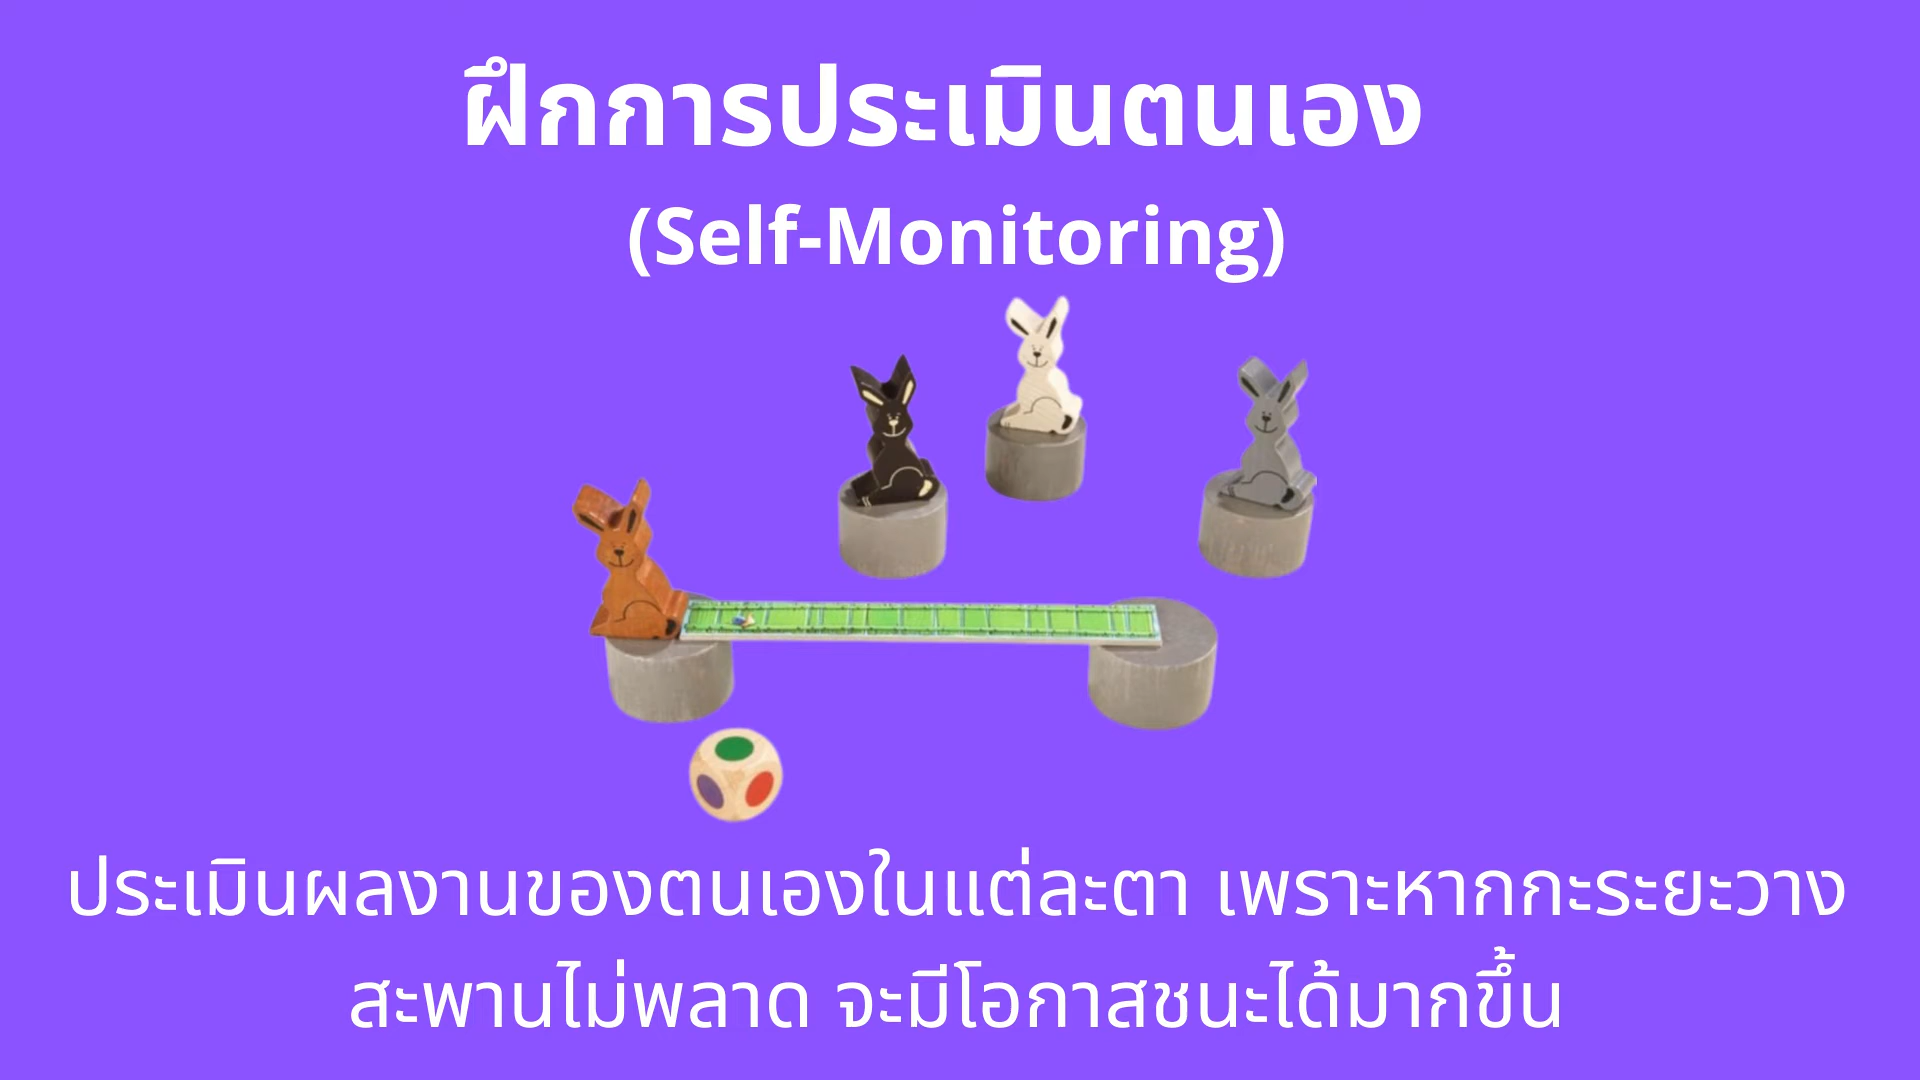 ฝึกการประเมินตนเอง
(Self-Monitoring)
ประเมินผลงานของตนเองในแต่ละตา เพราะหากกะระยะวาง
สะพานไม่พลาด จะมีโอกาสชนะได้มากขึ้น